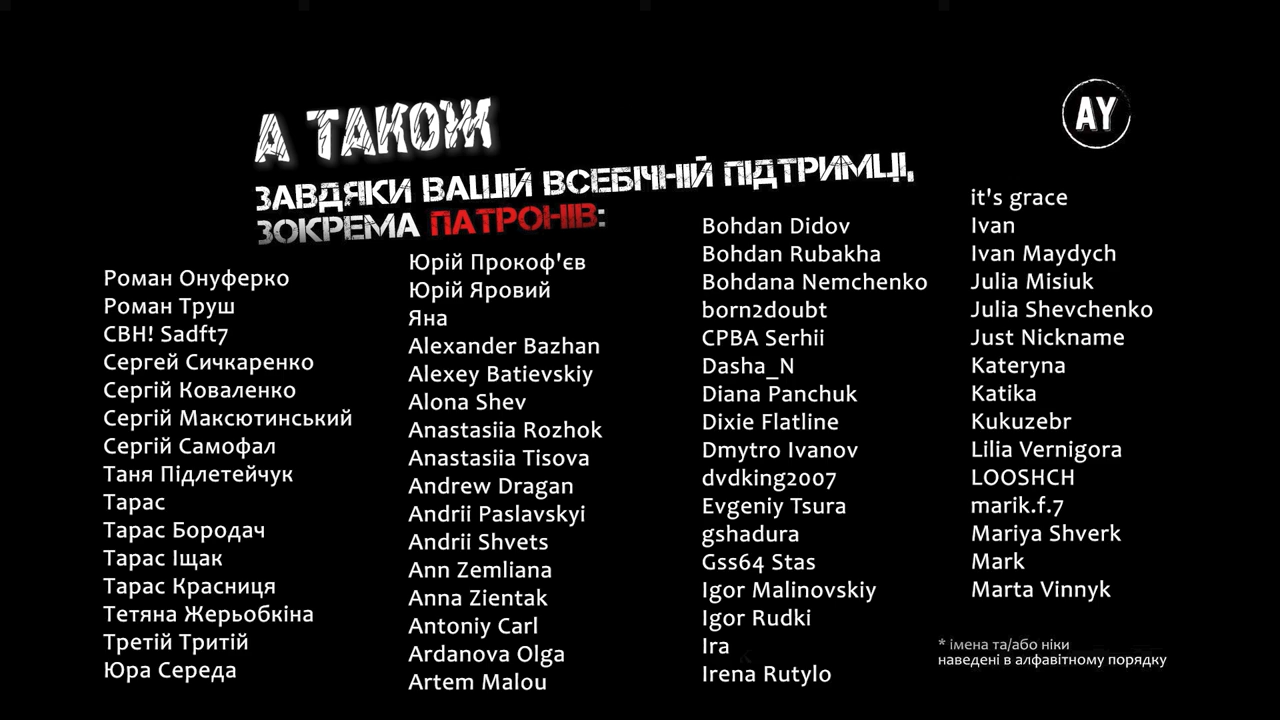 АУ
А ТАКОЖ
ЗАВДЯКИ ВАШІЙ ВСЕБІЧНІЙ ПІДТРИМЦІ,
ЗОКРЕМА ПАТРОНІВ:
Роман Онуферко
Роман Труш
СВН! Sadft7
Сергей Сичкаренко
Сергій Коваленко
Сергій Максютинський
Сергій Самофал
Таня Підлетейчук
Тарас
Тарас Бородач
Тарас Іщак
Тарас Красниця
Тетяна Жерьобкіна
Третій Тритій
Юра Середа
Юрій Прокоф'єв
Юрій Яровий
Яна
Alexander Bazhan
Alexey Batievskiy
Alona Shev
Anastasiia Rozhok
Anastasiia Tisova
Andrew Dragan
Andrii Paslavskyi
Andrii Shvets
Ann Zemliana
Anna Zientak
Antoniy Carl
Ardanova Olga
Artem Malou
Bohdan Didov
Bohdan Rubakha
Bohdana Nemchenko
born2doubt
CPBA Serhii
Dasha_N
Diana Panchuk
Dixie Flatline
Dmytro Ivanov
dvdking2007
Evgeniy Tsura
gshadura
Gss64 Stas
Igor Malinovskiy
Igor Rudki
Ira
Irena Rutylo
it's grace
Ivan
Ivan Maydych
Julia Misiuk
Julia Shevchenko
Just Nickname
Kateryna
Katika
Kukuzebr
Lilia Vernigora
LOOSHCH
marik.f.7
Mariya Shverk
Mark
Marta Vinnyk
* імена та/або ніки
наведені в алфавітному порядку